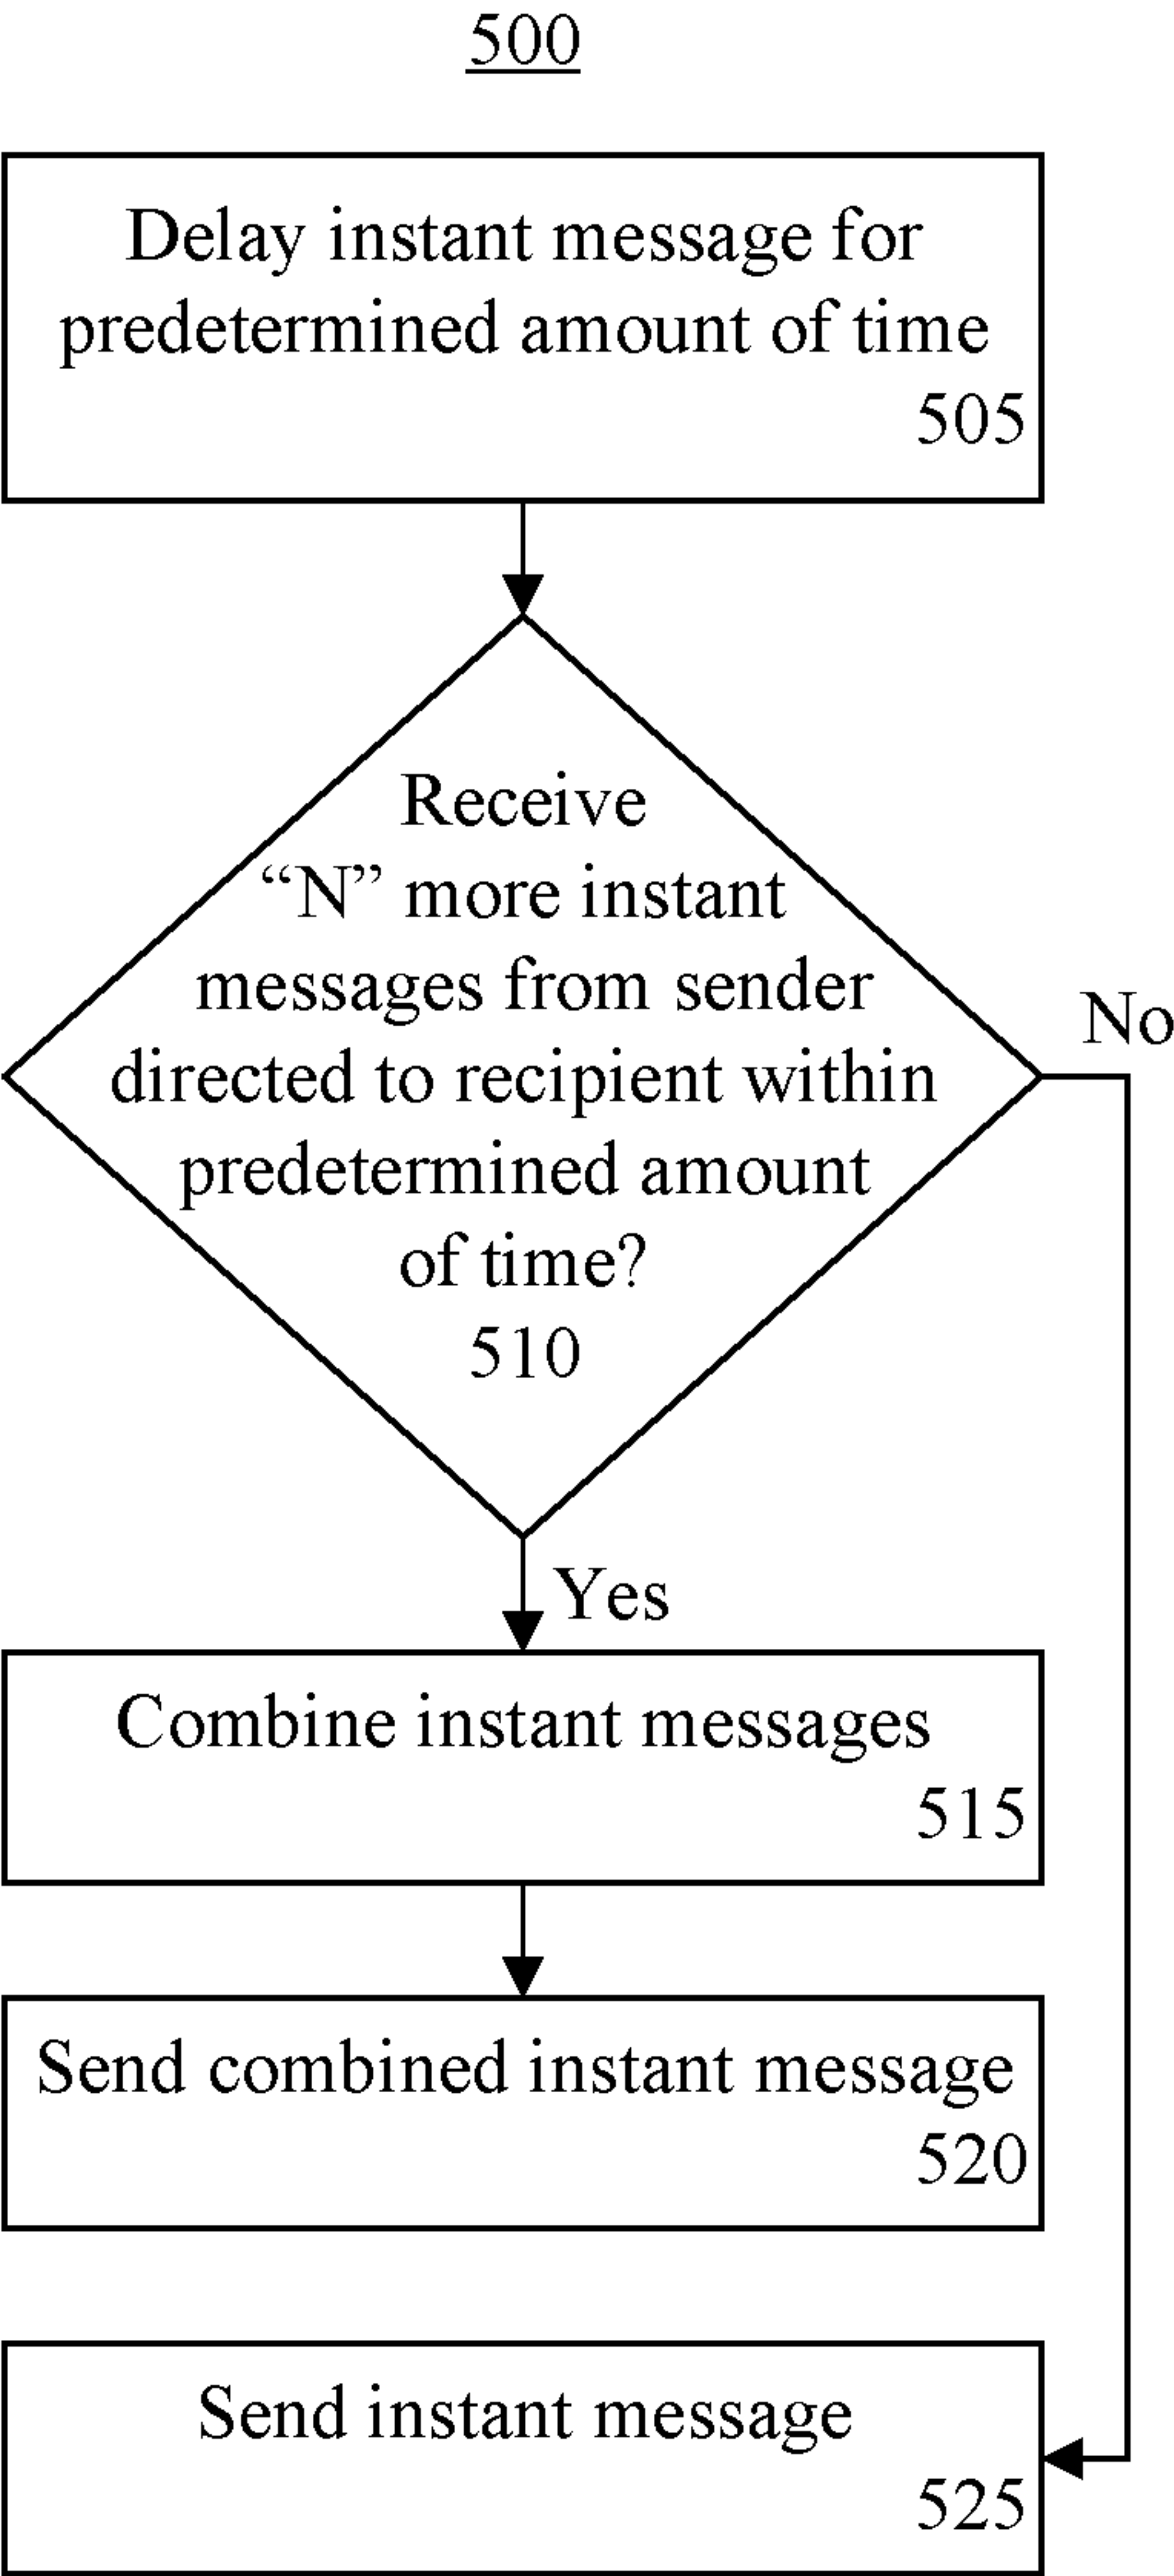 500
Delay instant message for
predetermined amount of time
505
Receive
“N” more instant
messages from sender
directed to recipient within
predetermined amount
of time?
510
No
Yes
Combine instant messages
515
Send combined instant message
520
Send instant message
525